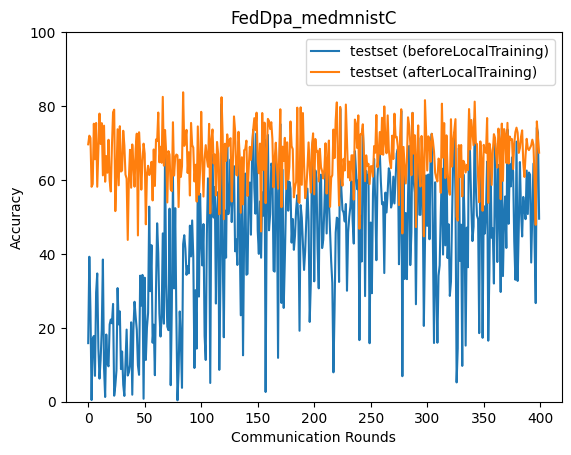 FedDpa_medmnistC
testset (beforeLocalTraining)
testset (afterLocalTraining)
Accuracy
100
80
60
40
20
0
0 50 100 150 200 250 300 350 400
Communication Rounds